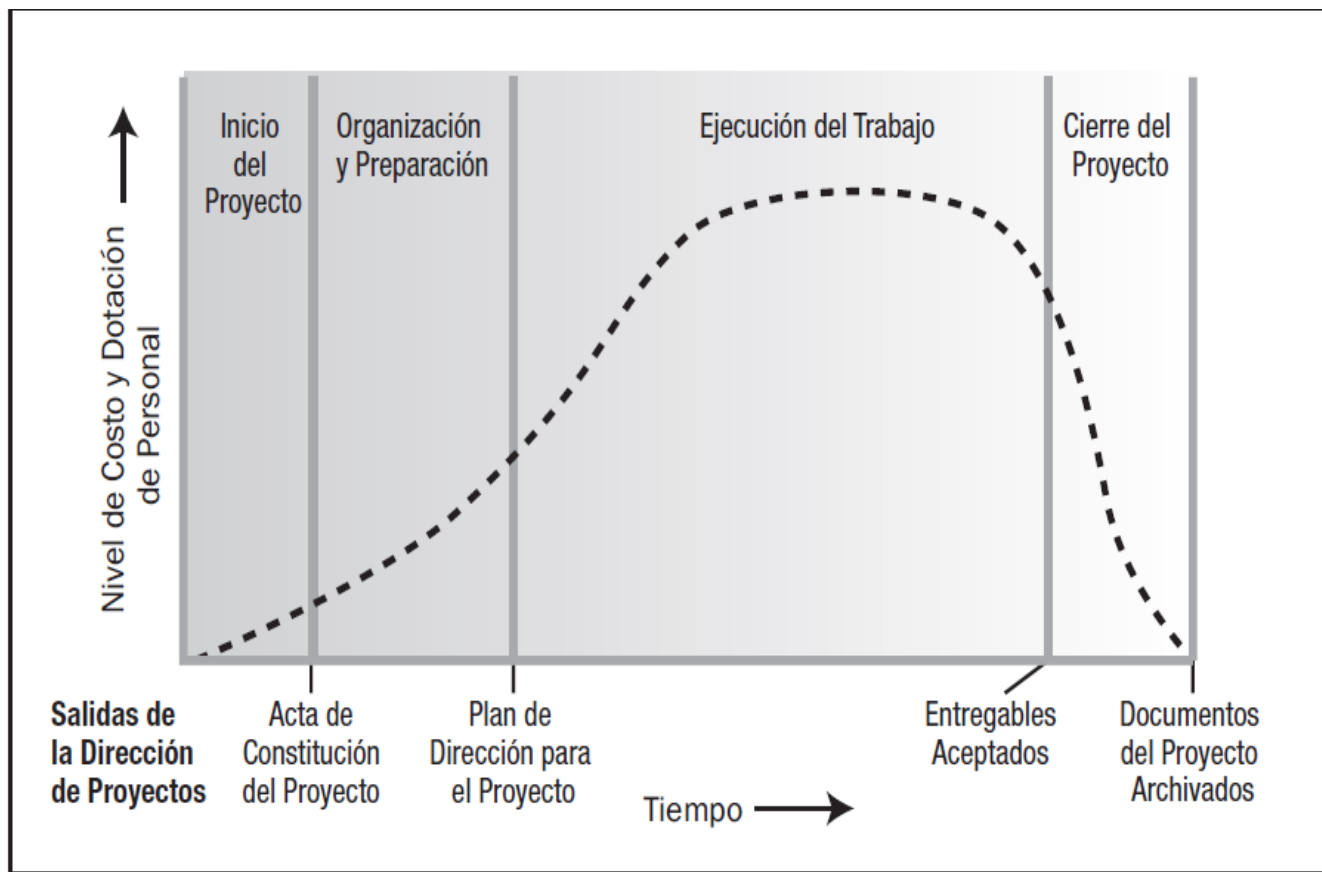 Inicio
del
Proyecto
Organización
y Preparación
Ejecución del Trabajo
Cierre del
Proyecto
Nivel de Costo y Dotación
de Personal
Salidas de
la Dirección
de Proyectos
Acta de
Constitución
del Proyecto
Plan de
Dirección para
el Proyecto
Entregables
Aceptados
Documentos
del Proyecto
Archivados
Tiempo